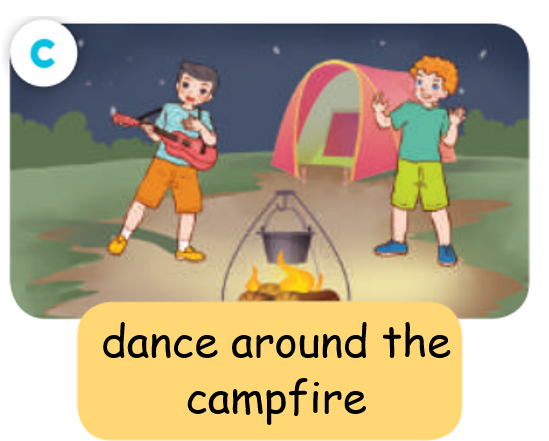 C
dance around the
campfire